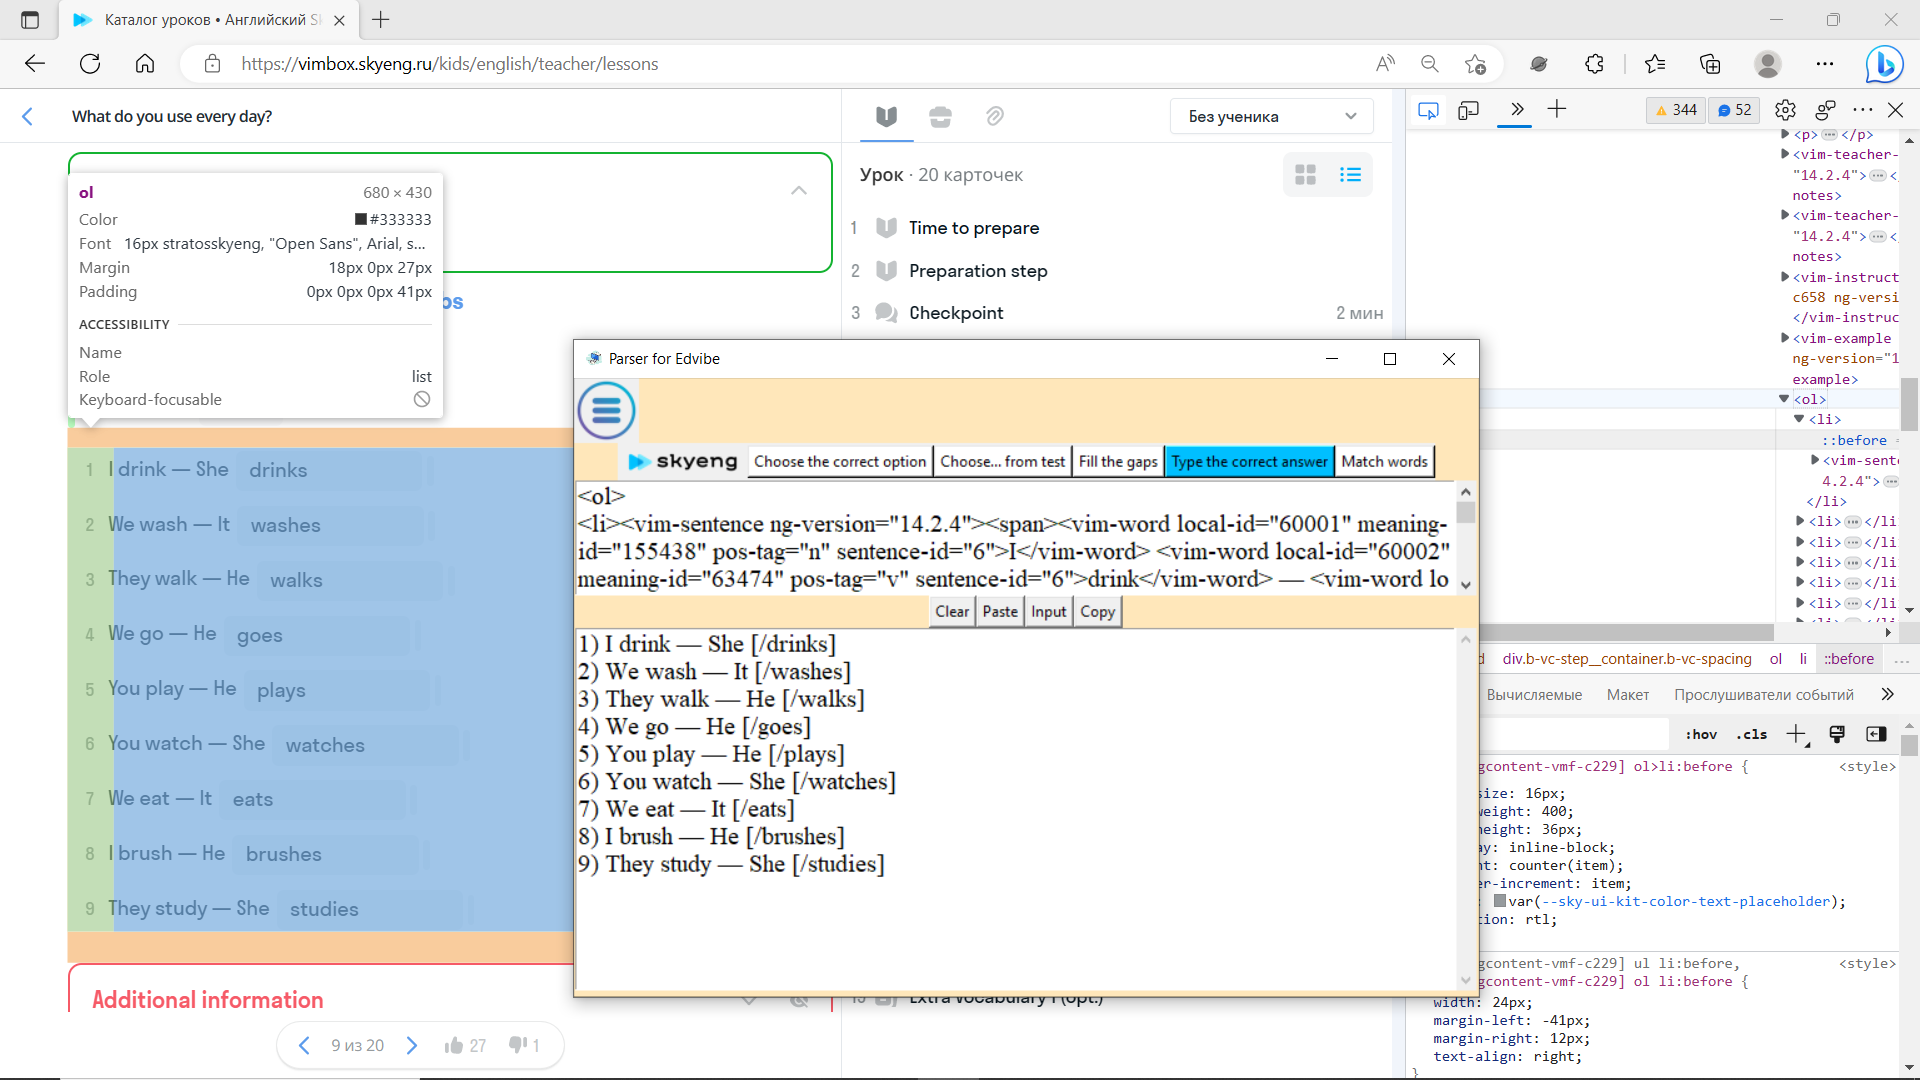 Каталог уроков • Английский S
https://vimbox.skyeng.ru/kids/english/teacher/lessons
What do you use every day?
Без ученика
344
52
ol
680 × 430
Color
#333333
Font 16px stratosskyeng, "Open Sans", Arial, s...
Margin
18px 0px 27px
Padding
0px 0px 0px 41px
ACCESSIBILITY
Name
Role
list
Keyboard-focusable
Урок · 20 карточек
1 Time to prepare
2 Preparation step
3 Checkpoint
2 мин
1 I drink — She drinks
2 We wash — It washes
3 They walk — He walks
4 We go — He goes
5 You play — He plays
6 You watch — She watches
7 We eat — It eats
8 I brush — He brushes
9 They study — She studies
Additional information
9 из 20
27
1
Parser for Edvibe
skyeng
Choose the correct option
Choose... from test
Fill the gaps
Type the correct answer
Match words
<ol>
<li><vim-sentence ng-version="14.2.4"><span><vim-word local-id="60001" meaning-
id="155438" pos-tag="n" sentence-id="6">I</vim-word> <vim-word local-id="60002"
meaning-id="63474" pos-tag="v" sentence-id="6">drink</vim-word> — <vim-word lo
Clear
Paste
Input
Copy
1) I drink — She [/drinks]
2) We wash — It [/washes]
3) They walk — He [/walks]
4) We go — He [/goes]
5) You play — He [/plays]
6) You watch — She [/watches]
7) We eat — It [/eats]
8) I brush — He [/brushes]
9) They study — She [/studies]
Extra vocabulary I (opt.)
<p> ... </p>
<vim-teacher-
"14.2.4"> ... <
notes>
<vim-teacher-
"14.2.4"> ... <
notes>
<vim-instruct
c658 ng-versi
</vim-instruc
<vim-example
ng-version="1
example>
<ol>
<li>
::before
<vim-sent
4.2.4"> ...
</li>
<li> ... </li
<li> ... </li
<li> ... </li
<li> ... </li
<li> ... </li
div.b-vc-step__container.b-vc-spacing ol li ::before ...
Вычисляемые
Макет
Прослушиватели событий
:hov
.cls
gcontent-vmf-c229] ol>li:before {
<style>
size: 16px;
weight: 400;
height: 36px;
ay: inline-block;
nt: counter(item);
er-increment: item;
var(--sky-ui-kit-color-text-placeholder);
tion: rtl;
gcontent-vmf-c229] ul li:before,
<style>
gcontent-vmf-c229] ol li:before {
width: 24px;
margin-left: -41px;
margin-right: 12px;
text-align: right;
}